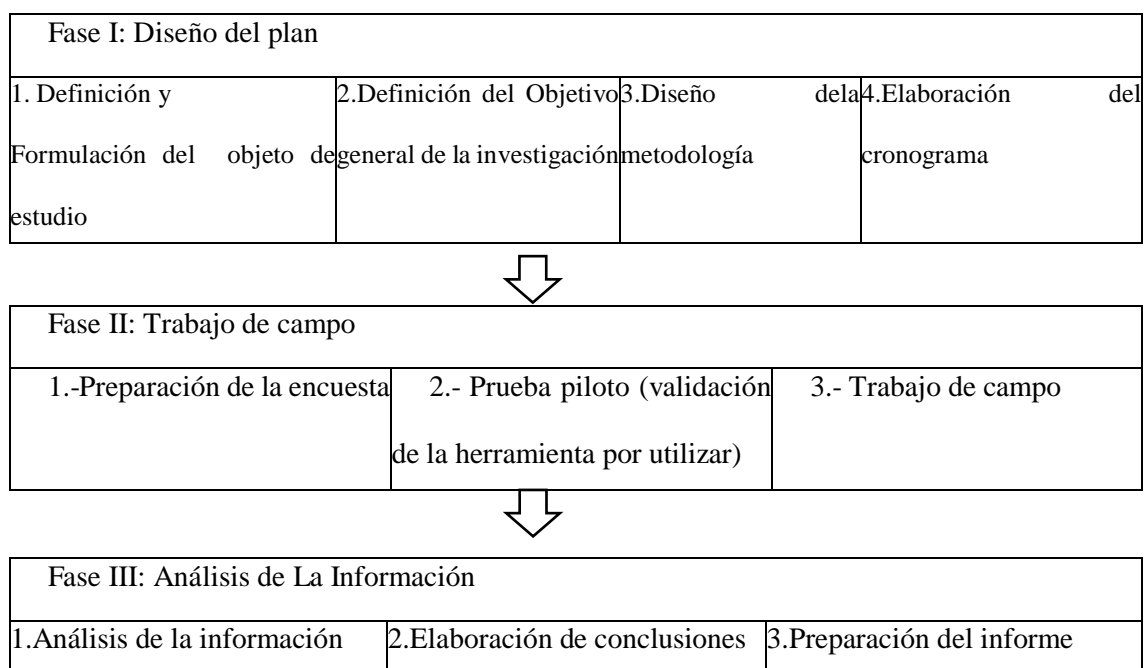 Fase I: Diseño del plan
1. Definición y
Formulación del objeto de
estudio
2.Definición del Objetivo
general de la investigación
3.Diseño dela
metodología
4.Elaboración del
cronograma
Fase II: Trabajo de campo
1.-Preparación de la encuesta
2.- Prueba piloto (validación
de la herramienta por utilizar)
3.- Trabajo de campo
Fase III: Análisis de La Información
1.Análisis de la información
2.Elaboración de conclusiones
3.Preparación del informe